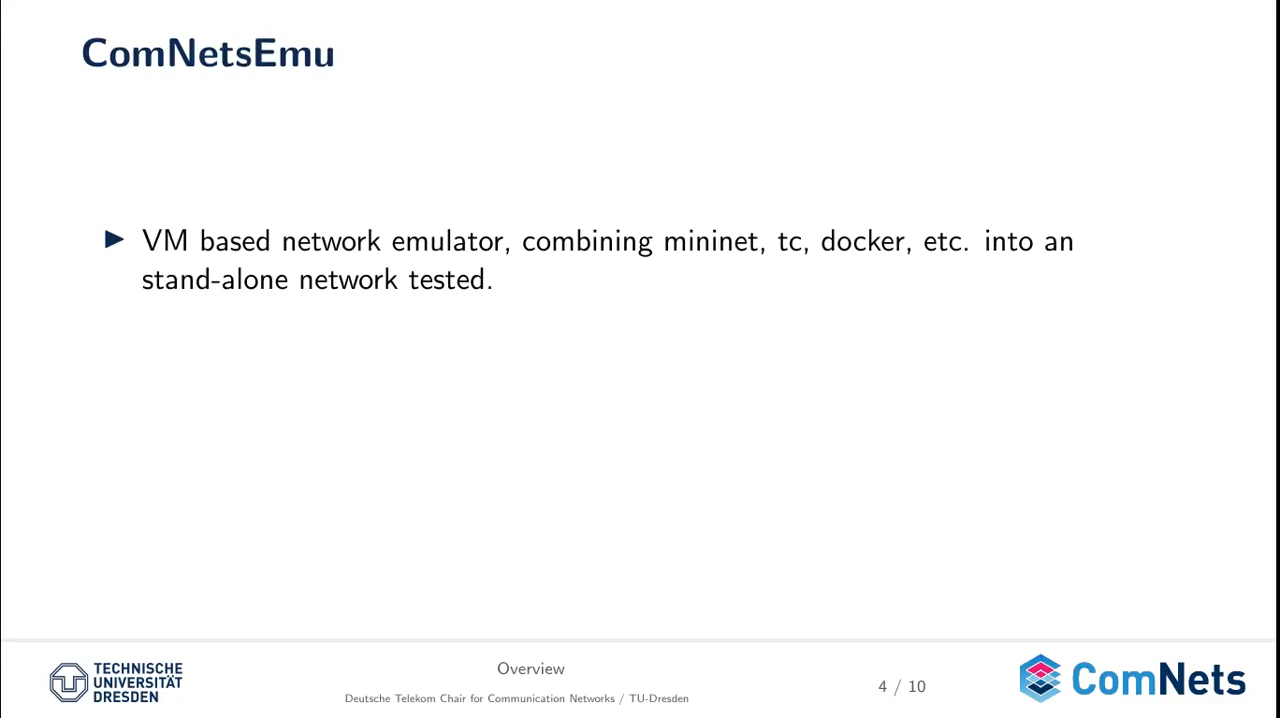 ComNetsEmu
VM based network emulator, combining mininet, tc, docker, etc. into an
stand-alone network tested.
TECHNISCHE
UNIVERSITÄT
DRESDEN
Overview
Deutsche Telekom Chair for Communication Networks / TU-Dresden
4 / 10
ComNets